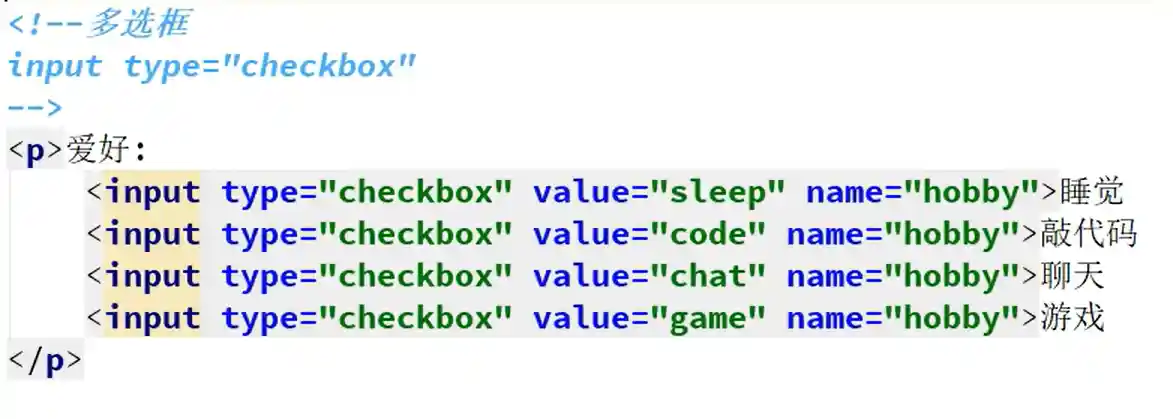 <!--多选框
input type="checkbox"
-->
<p>爱好:
<input type="checkbox" value="sleep" name="hobby">睡觉
<input type="checkbox" value="code" name="hobby">敲代码
<input type="checkbox" value="chat" name="hobby">聊天
<input type="checkbox" value="game" name="hobby">游戏
</p>